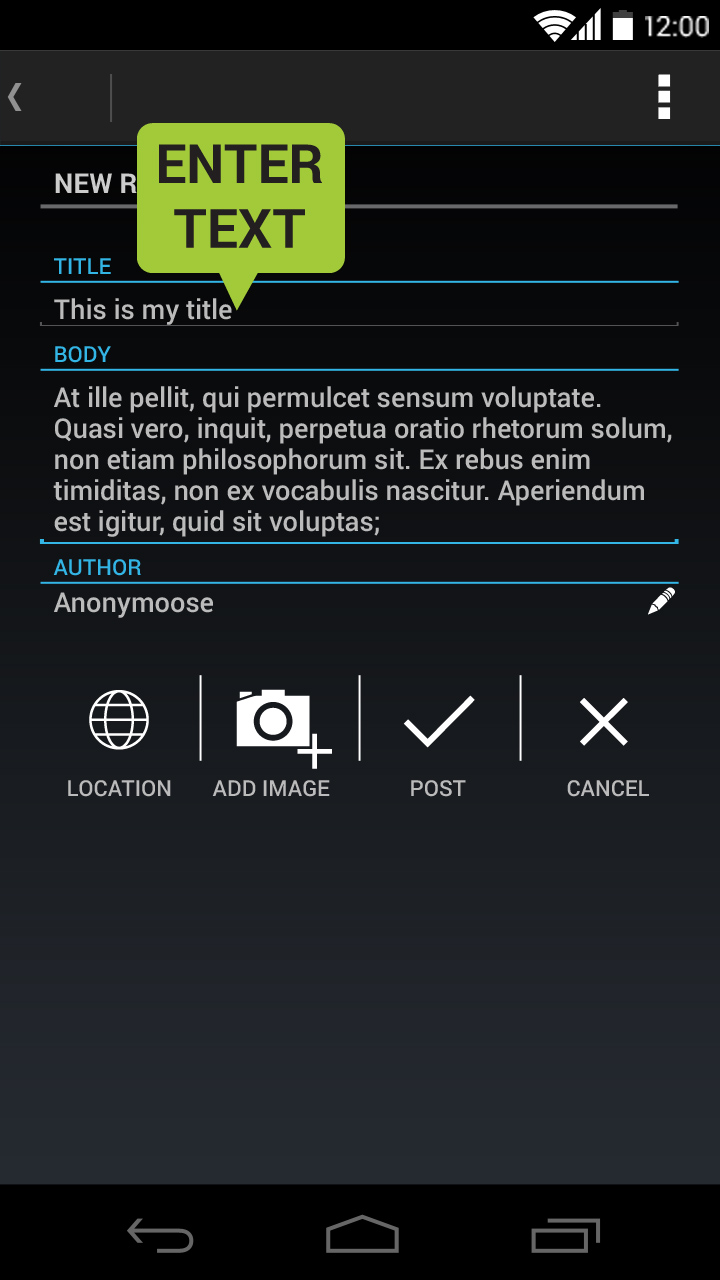 12:00
ENTER
TEXT
NEW R
TITLE
This is my title
BODY
At ille pellit, qui permulcet sensum voluptate.
Quasi vero, inquit, perpetua oratio rhetorum solum,
non etiam philosophorum sit. Ex rebus enim
timiditas, non ex vocabulis nascitur. Aperiendum
est igitur, quid sit voluptas;
AUTHOR
Anonymoose
LOCATION ADD IMAGE POST CANCEL